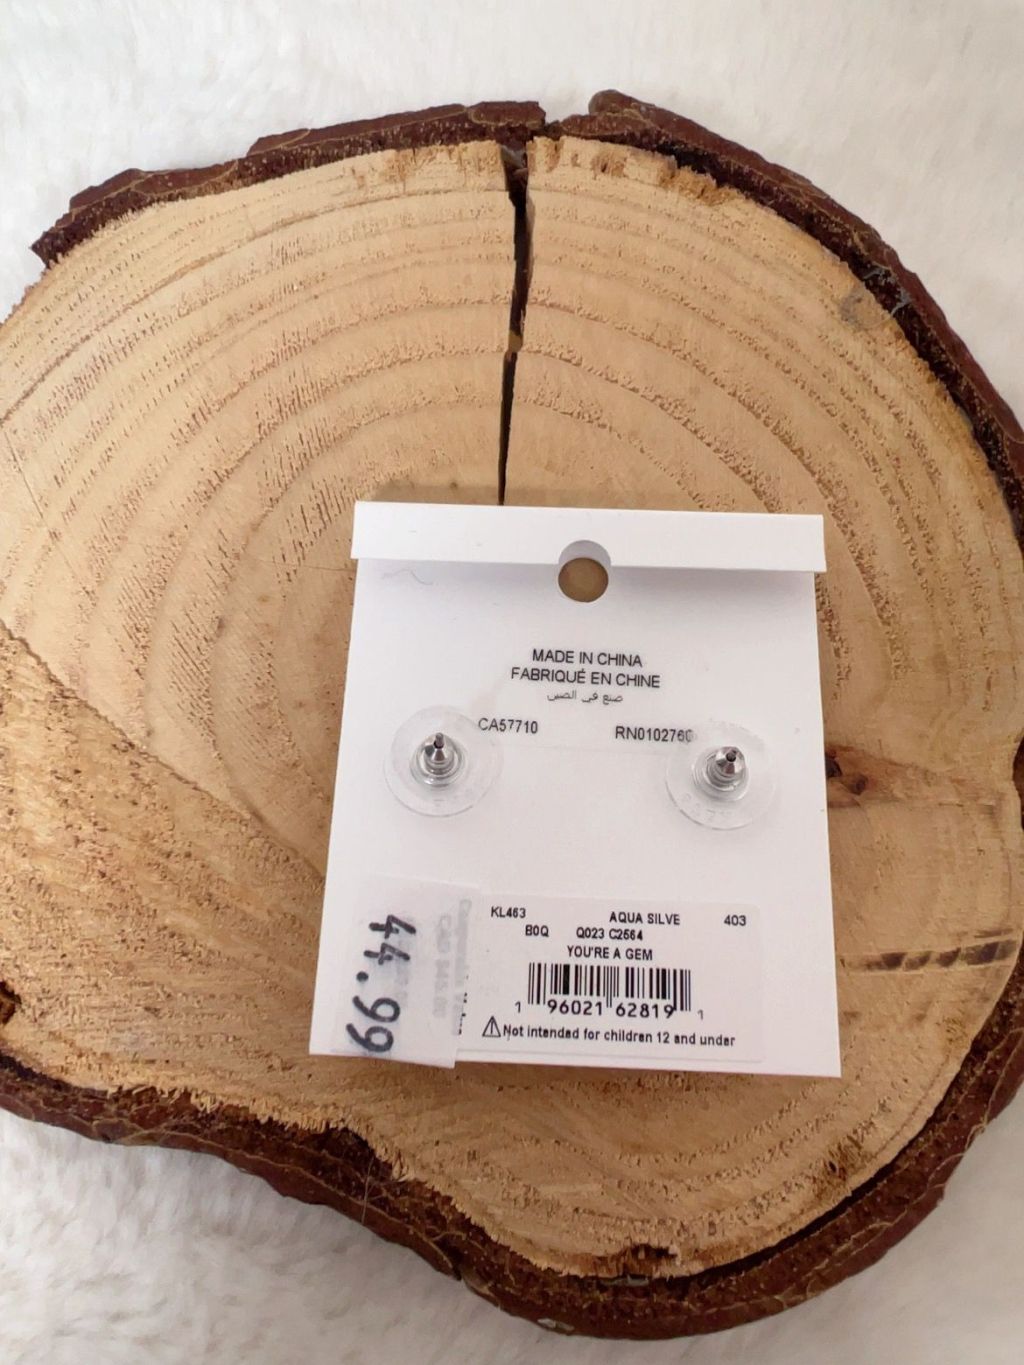 MADE IN CHINA
FABRIQUÉ EN CHINE
صنع في الصين
CA57710 RN0102760
KL463 AQUA SILVE 403
B0Q Q023 C2564
YOU'RE A GEM
1 96021 62819 1
Not intended for children 12 and under
44.99